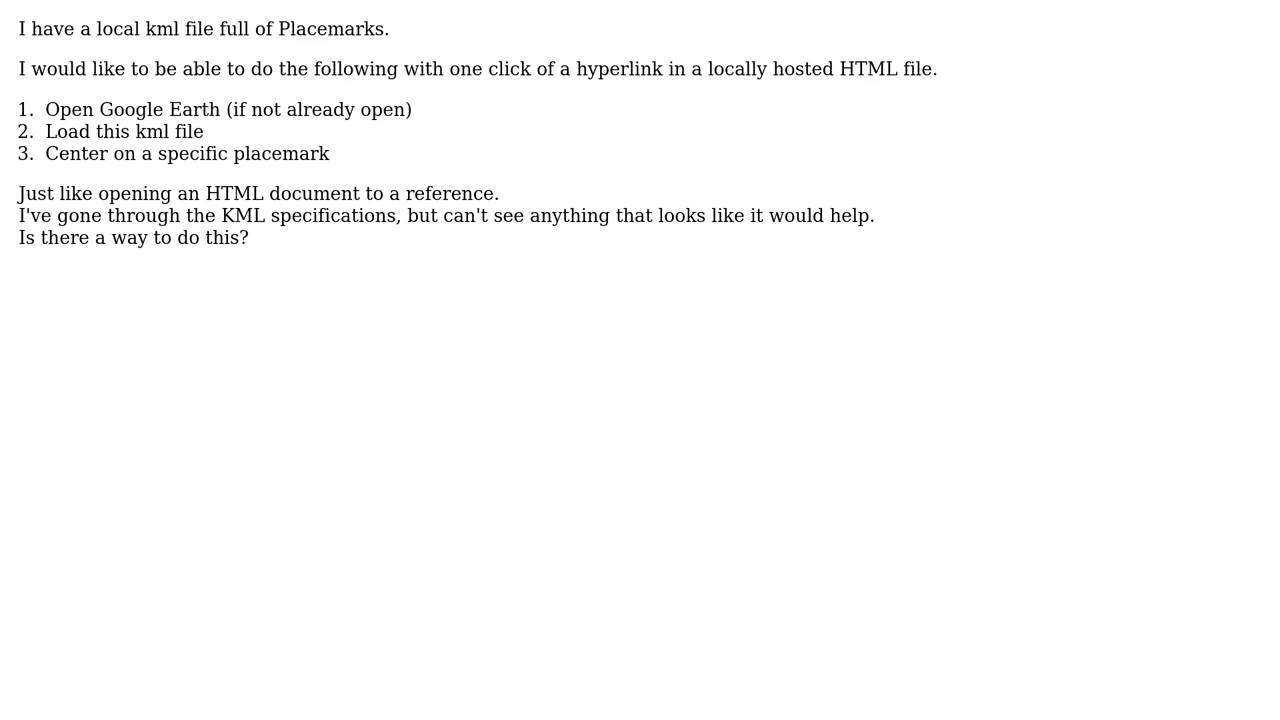 I have a local kml file full of Placemarks.
I would like to be able to do the following with one click of a hyperlink in a locally hosted HTML file.
1. Open Google Earth (if not already open)
2. Load this kml file
3. Center on a specific placemark
Just like opening an HTML document to a reference.
I've gone through the KML specifications, but can't see anything that looks like it would help.
Is there a way to do this?